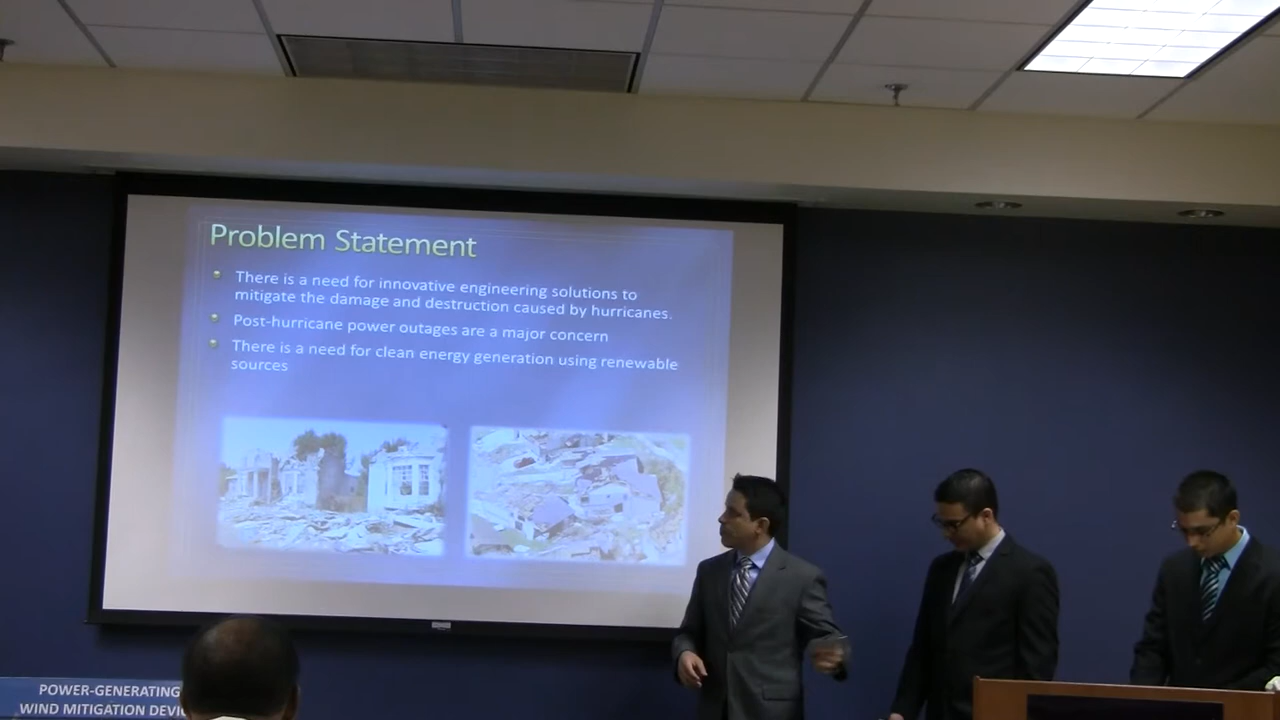 Problem Statement
There is a need for innovative engineering solutions to
mitigate the damage and destruction caused by hurricanes.
Post-hurricane power outages are a major concern
There is a need for clean energy generation using renewable
sources
POWER-GENERATING
WIND MITIGATION